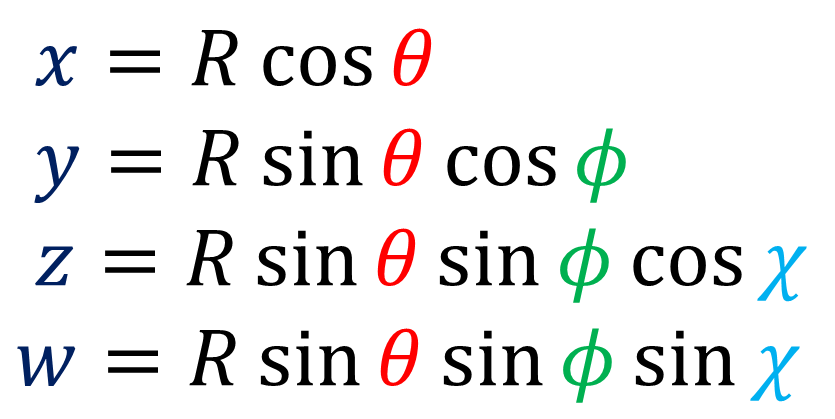 x = R cos θ
y = R sin θ cos ϕ
z = R sin θ sin ϕ cos χ
w = R sin θ sin ϕ sin χ